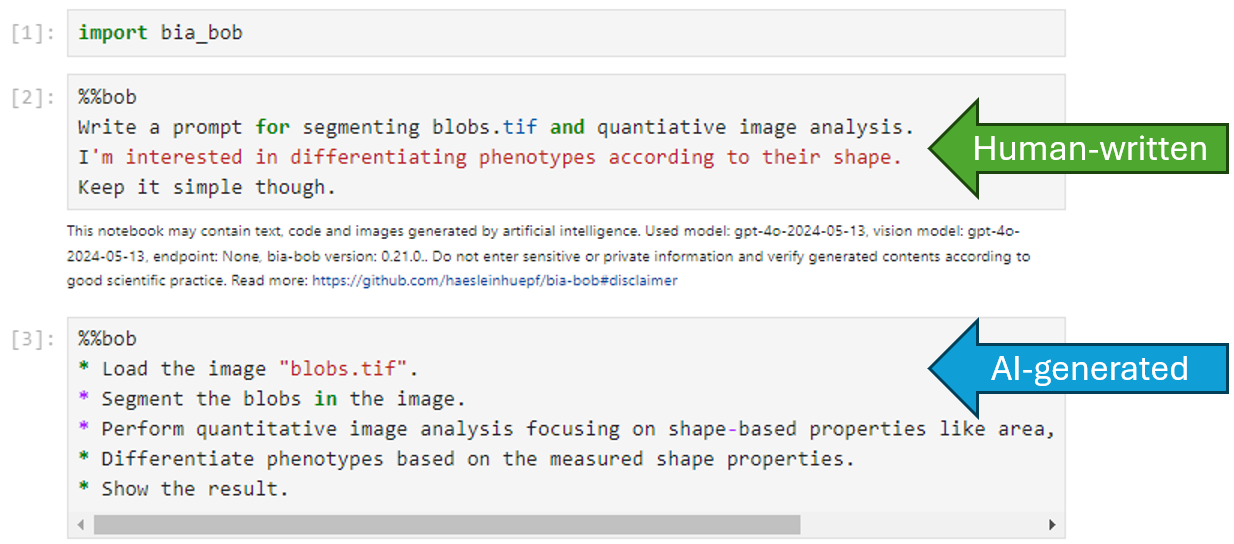 [1]: import bia_bob
[2]: %%bob
Write a prompt for segmenting blobs.tif and quantiative image analysis.
I'm interested in differentiating phenotypes according to their shape.
Keep it simple though.
Human-written
This notebook may contain text, code and images generated by artificial intelligence. Used model: gpt-4o-2024-05-13, vision model: gpt-4o-
2024-05-13, endpoint: None, bia-bob version: 0.21.0.. Do not enter sensitive or private information and verify generated contents according to
good scientific practice. Read more: https://github.com/haesleinhuepf/bia-bob#disclaimer
[3]: %%bob
* Load the image "blobs.tif".
* Segment the blobs in the image.
* Perform quantitative image analysis focusing on shape-based properties like area,
* Differentiate phenotypes based on the measured shape properties.
* Show the result.
AI-generated